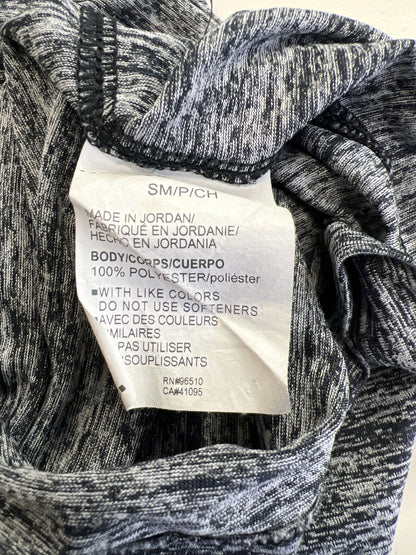 SM/P/CH
MADE IN JORDAN/
FABRIQUÉ EN JORDANIE/
HECHO EN JORDANIA
BODY/CORPS/CUERPO
100% POLYESTER/poliéster
■WITH LIKE COLORS
DO NOT USE SOFTENERS
■AVEC DES COULEURS
SIMILAIRES
PAS UTILISER
RN#96510
CA#41095